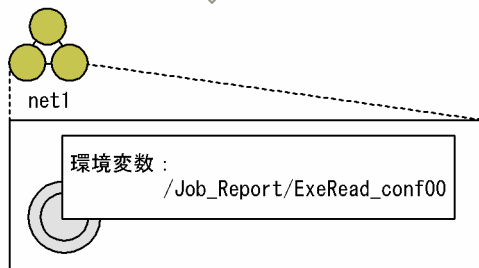 net1
環境変数：
/Job_Report/ExeRead_conf00